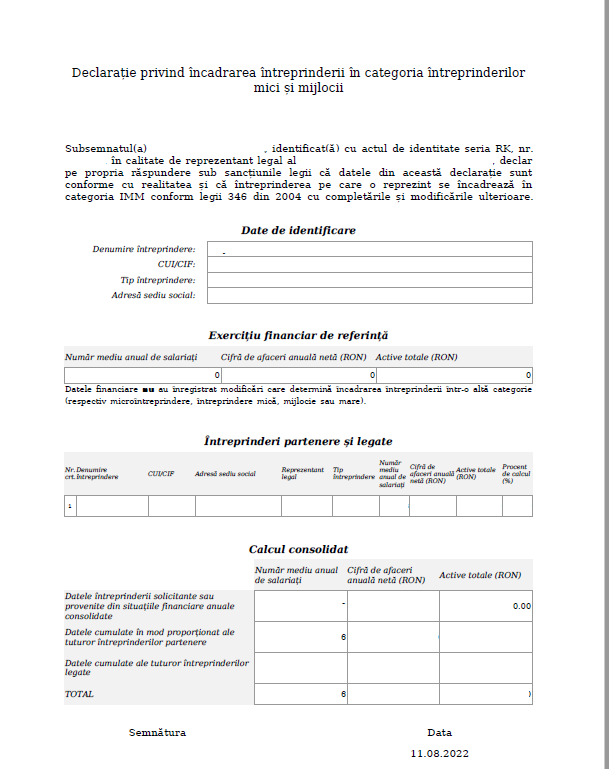 Declarație privind încadrarea întreprinderii în categoria întreprinderilor
mici și mijlocii
Subsemnatul(a) , identificat(ă) cu actul de identitate seria RK, nr.
în calitate de reprezentant legal al , declar
pe propria răspundere sub sancțiunile legii că datele din această declarație sunt
conforme cu realitatea și că întreprinderea pe care o reprezint se încadrează în
categoria IMM conform legii 346 din 2004 cu completările și modificările ulterioare.
Date de identificare
Denumire întreprindere: -
CUI/CIF:
Tip întreprindere:
Adresă sediu social:
Exercițiu financiar de referință
Număr mediu anual de salariați Cifră de afaceri anuală netă (RON) Active totale (RON)
0 0 0
Datele financiare nu au înregistrat modificări care determină încadrarea întreprinderii într-o altă categorie
(respectiv microîntreprindere, întreprindere mică, mijlocie sau mare).
Întreprinderi partenere și legate
Nr. crt. Denumire întreprindere CUI/CIF Adresă sediu social Reprezentant legal Tip întreprindere Număr mediu anual de salariați Cifră de afaceri anuală netă (RON) Active totale (RON) Procent de calcul (%)
1
Calcul consolidat
Număr mediu anual de salariați Cifră de afaceri anuală netă (RON) Active totale (RON)
Datele întreprinderii solicitante sau
provenite din situațiile financiare anuale
consolidate - 0.00
Datele cumulate în mod proporțional ale
tuturor întreprinderilor partenere 6
Datele cumulate ale tuturor întreprinderilor
legate
TOTAL 6
Semnătura Data
11.08.2022